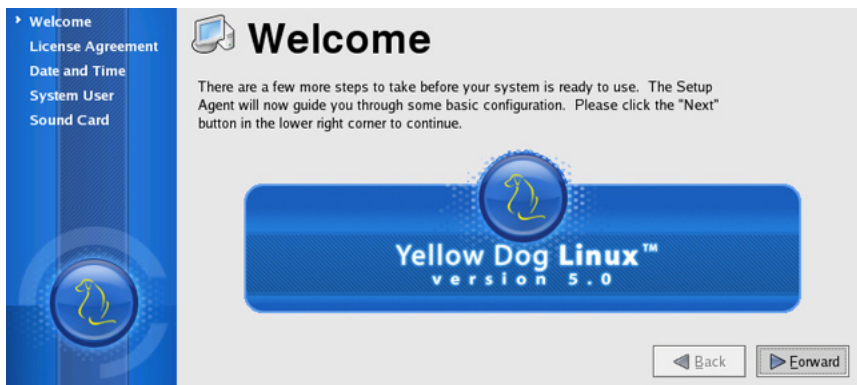 Welcome
License Agreement
Date and Time
System User
Sound Card
Welcome
There are a few more steps to take before your system is ready to use. The Setup
Agent will now guide you through some basic configuration. Please click the "Next"
button in the lower right corner to continue.
Yellow Dog Linux™
version 5.0
Back
Forward